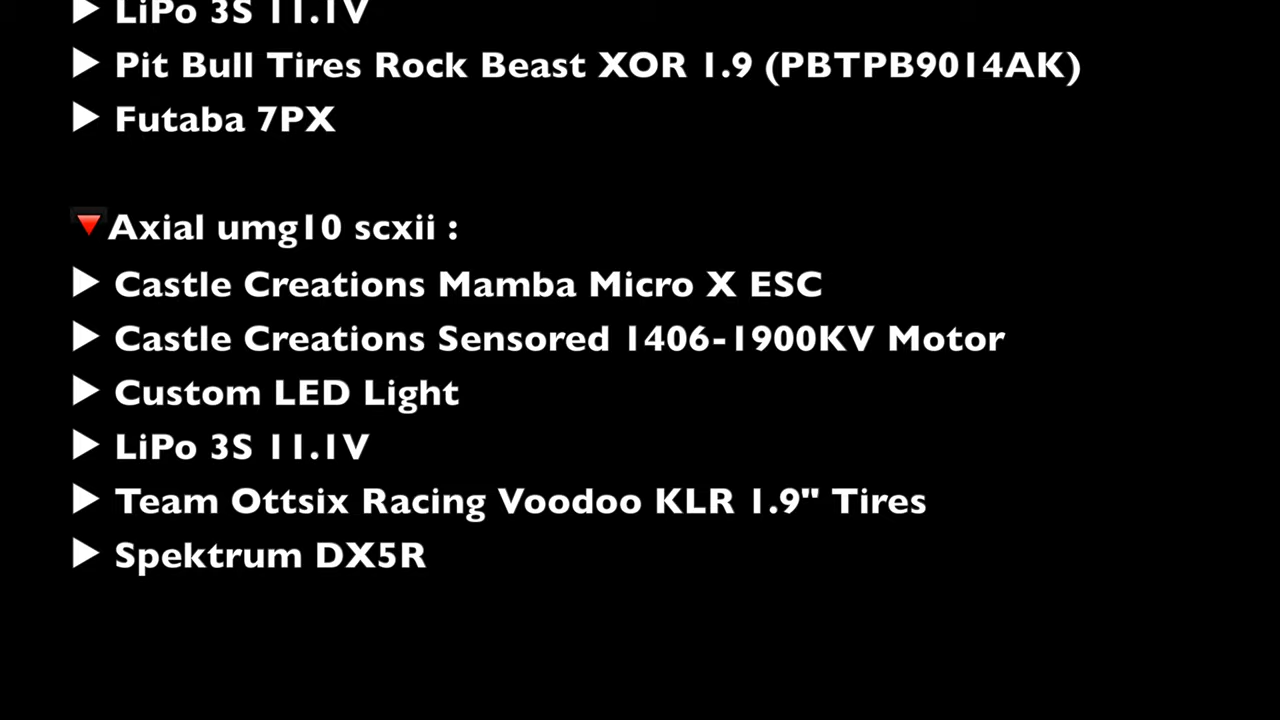 ▶ LiPo 3S 11.1V
▶ Pit Bull Tires Rock Beast XOR 1.9 (PBTPB9014AK)
▶ Futaba 7PX
🔻Axial umg10 scxii :
▶ Castle Creations Mamba Micro X ESC
▶ Castle Creations Sensored 1406-1900KV Motor
▶ Custom LED Light
▶ LiPo 3S 11.1V
▶ Team Ottsix Racing Voodoo KLR 1.9" Tires
▶ Spektrum DX5R